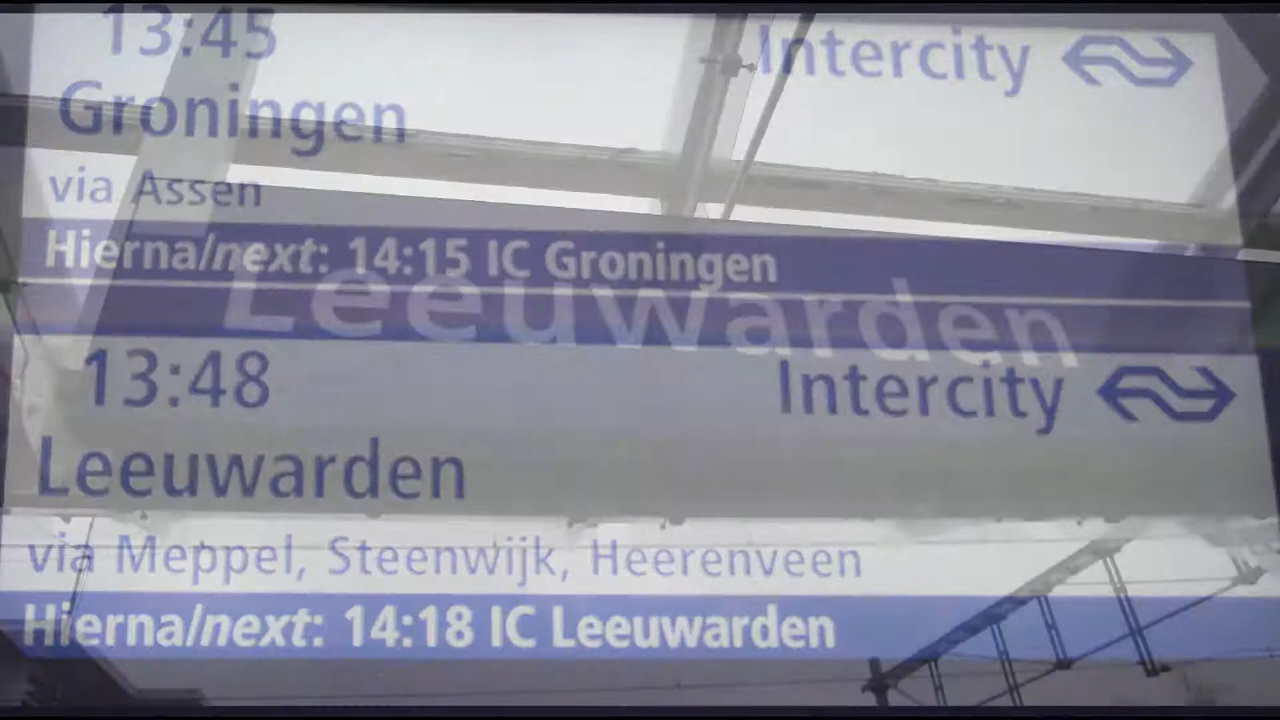 13:45 Intercity
Groningen
via Assen
Hierna/next: 14:15 IC Groningen
Leeuwarden
13:48 Intercity
Leeuwarden
via Meppel, Steenwijk, Heerenveen
Hierna/next: 14:18 IC Leeuwarden